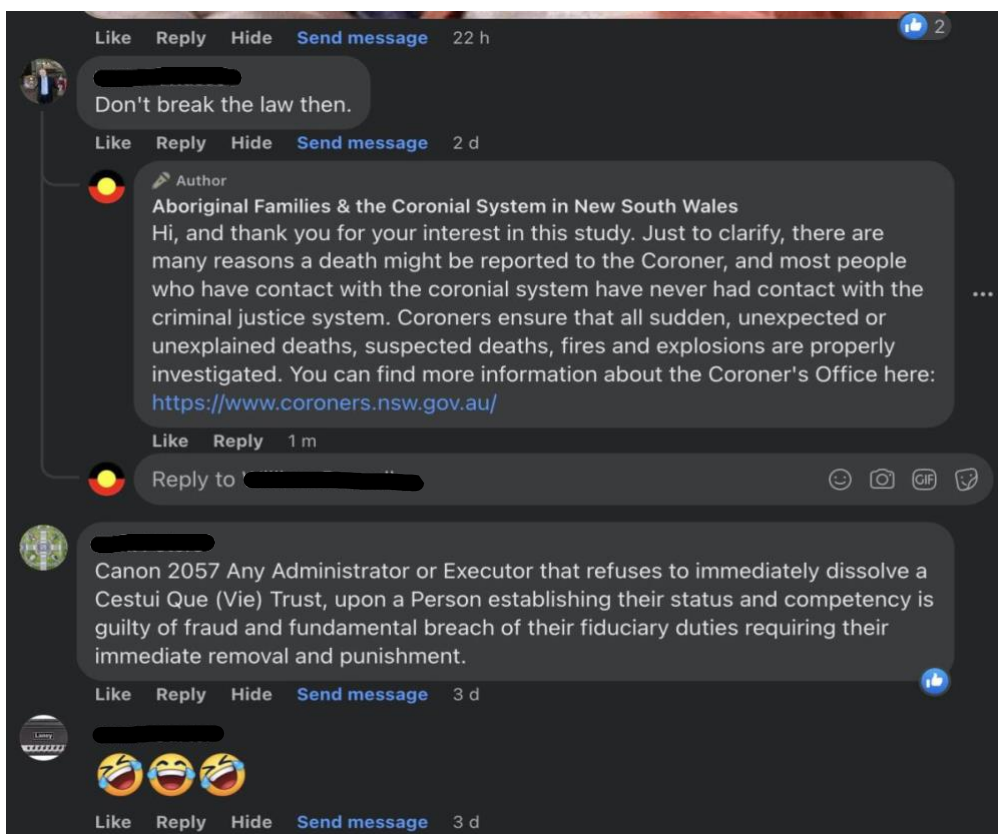 Like Reply Hide Send message 22 h 2
Don't break the law then.
Like Reply Hide Send message 2 d
Author
Aboriginal Families & the Coronial System in New South Wales
Hi, and thank you for your interest in this study. Just to clarify, there are
many reasons a death might be reported to the Coroner, and most people
who have contact with the coronial system have never had contact with the
criminal justice system. Coroners ensure that all sudden, unexpected or
unexplained deaths, suspected deaths, fires and explosions are properly
investigated. You can find more information about the Coroner's Office here:
https://www.coroners.nsw.gov.au/
Like Reply 1 m
Reply to
GIF
Canon 2057 Any Administrator or Executor that refuses to immediately dissolve a
Cestui Que (Vie) Trust, upon a Person establishing their status and competency is
guilty of fraud and fundamental breach of their fiduciary duties requiring their
immediate removal and punishment.
Like Reply Hide Send message 3 d
Laney
🤣😂🤣
Like Reply Hide Send message 3 d